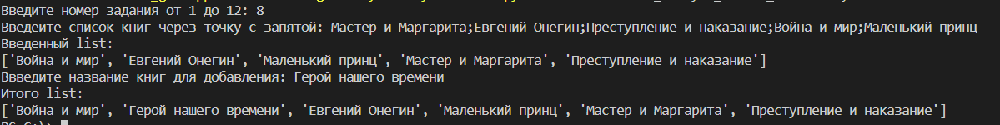 Введите номер задания от 1 до 12: 8
Введеите список книг через точку с запятой: Мастер и Маргарита;Евгений Онегин;Преступление и наказание;Война и мир;Маленький принц
Введенный list:
['Война и мир', 'Евгений Онегин', 'Маленький принц', 'Мастер и Маргарита', 'Преступление и наказание']
Ввведите название книг для добавления: Герой нашего времени
Итого list:
['Война и мир', 'Герой нашего времени', 'Евгений Онегин', 'Маленький принц', 'Мастер и Маргарита', 'Преступление и наказание']